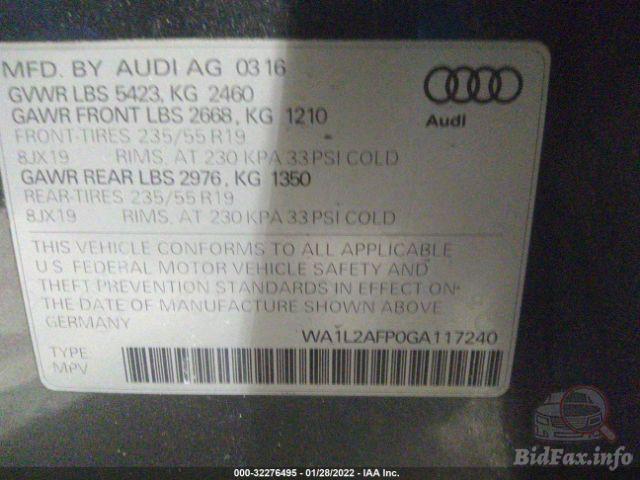 MFD. BY AUDI AG 03 16
GVWR LBS 5423, KG 2460
GAWR FRONT LBS 2668, KG 1210
FRONT-TIRES 235/55 R19
8JX19 RIMS, AT 230 KPA 33 PSI COLD
GAWR REAR LBS 2976, KG 1350
REAR-TIRES 235/55 R19
8JX19 RIMS, AT 230 KPA 33 PSI COLD
Audi
THIS VEHICLE CONFORMS TO ALL APPLICABLE
U.S. FEDERAL MOTOR VEHICLE SAFETY AND
THEFT PREVENTION STANDARDS IN EFFECT ON
THE DATE OF MANUFACTURE SHOWN ABOVE
GERMANY
WA1L2AFP0GA117240
TYPE
MPV
BidFax.info
000-32276495 - 01/28/2022 - IAA Inc.